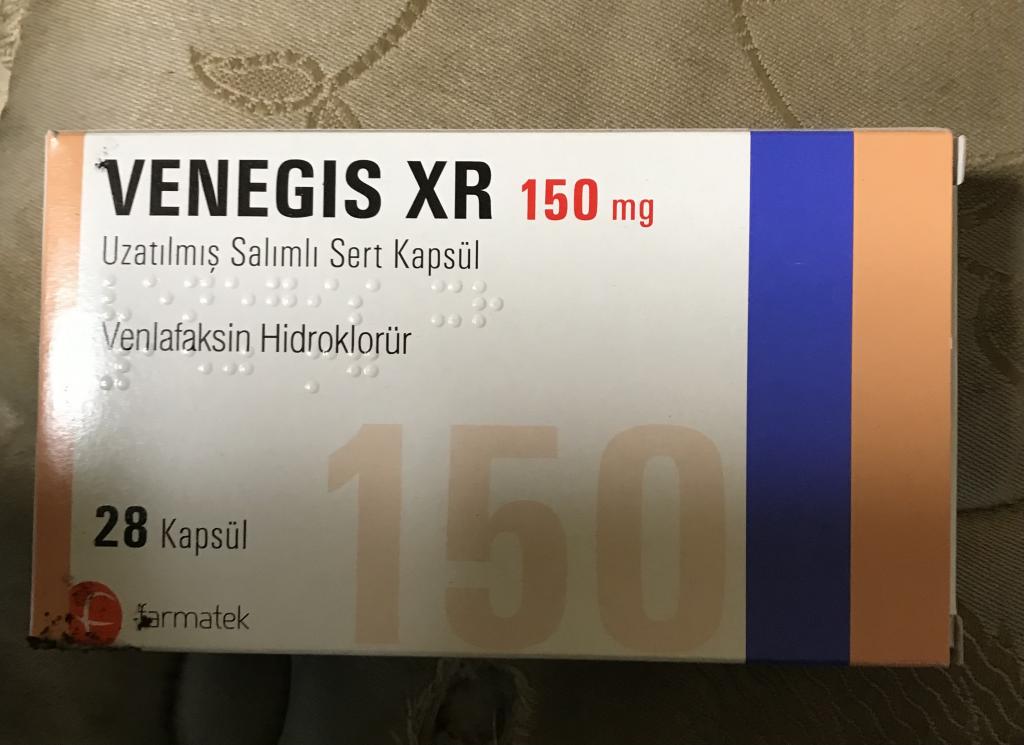 VENEGIS XR 150 mg
Uzatılmış Salımlı Sert Kapsül
Venlafaksin Hidroklorür
150
28 Kapsül
farmatek